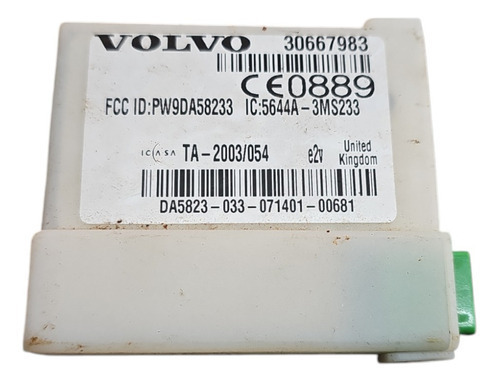 VOLVO 30667983
CE0889
FCC ID:PW9DA58233 IC:5644A-3MS233
ICASA TA-2003/054 e2v United Kingdom
DA5823-033-071401-00681